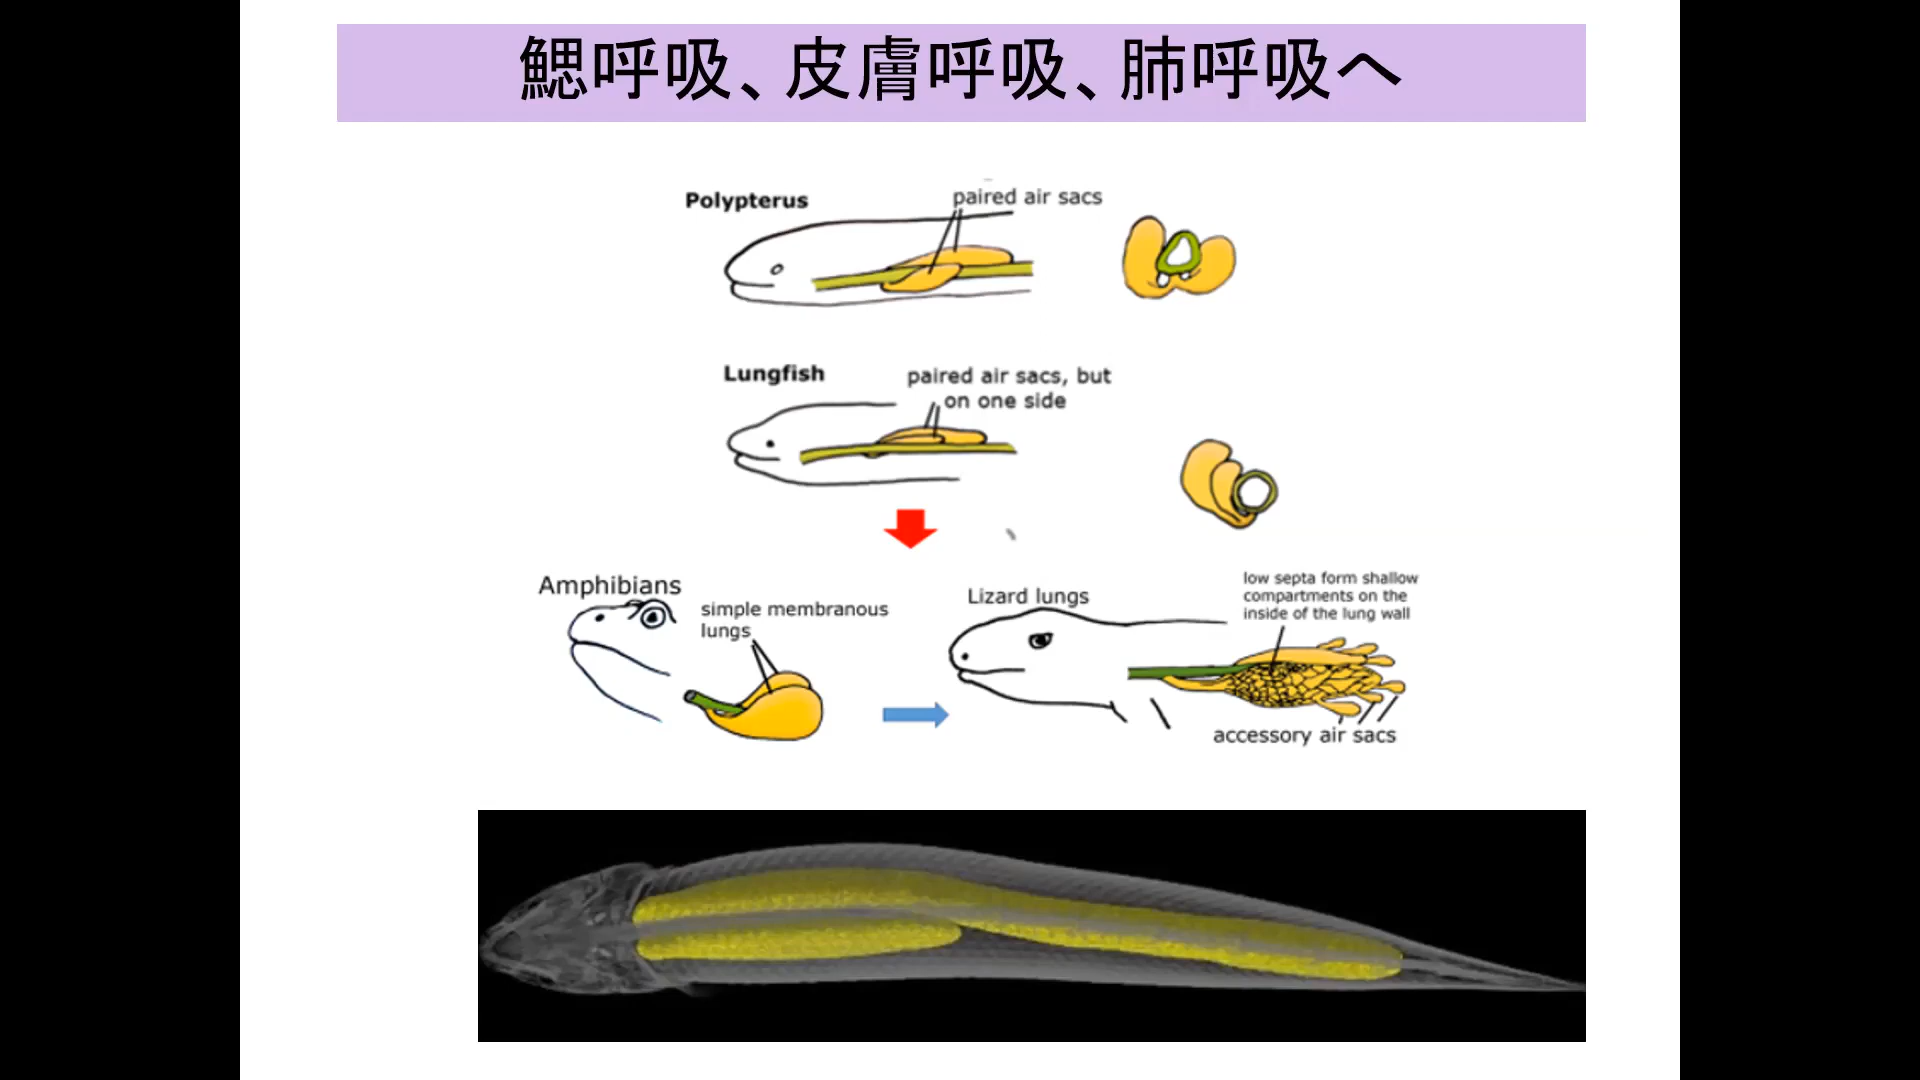 鰓呼吸、皮膚呼吸、肺呼吸へ
Polypterus
paired air sacs
Lungfish
paired air sacs, but
on one side
Amphibians
simple membranous
lungs
Lizard lungs
low septa form shallow
compartments on the
inside of the lung wall
accessory air sacs